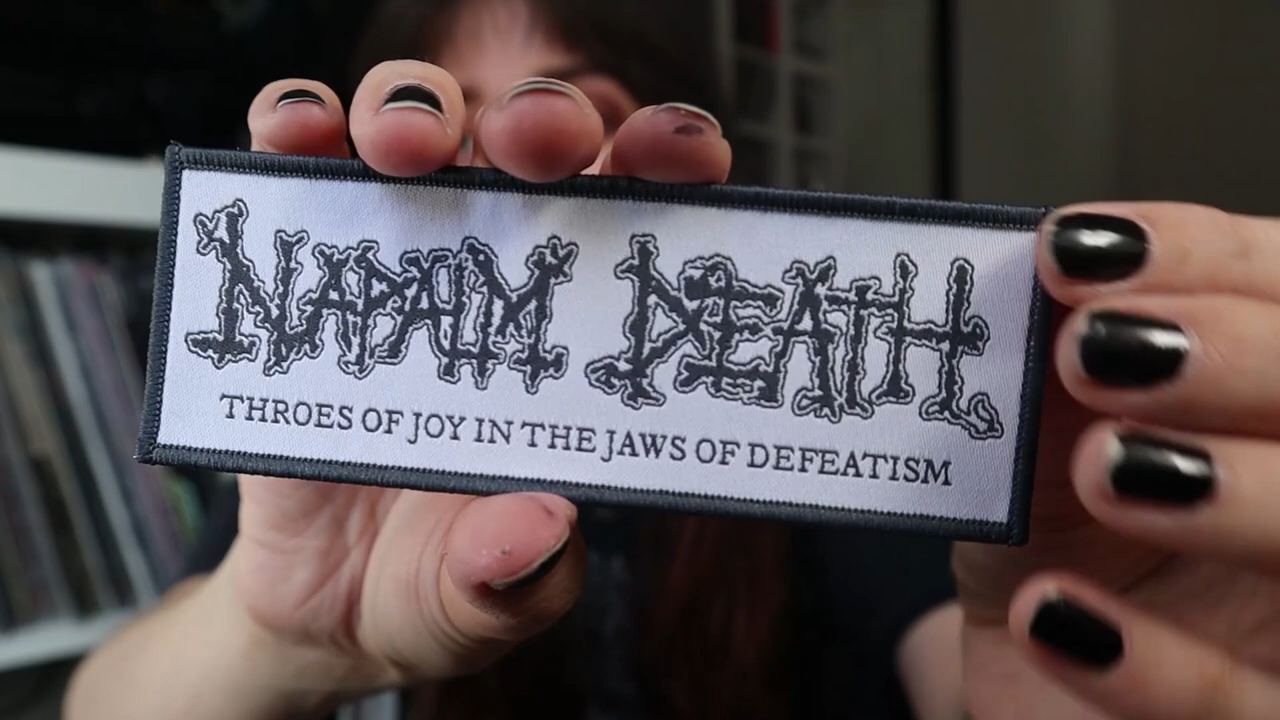 NAPALM DEATH
THROES OF JOY IN THE JAWS OF DEFEATISM